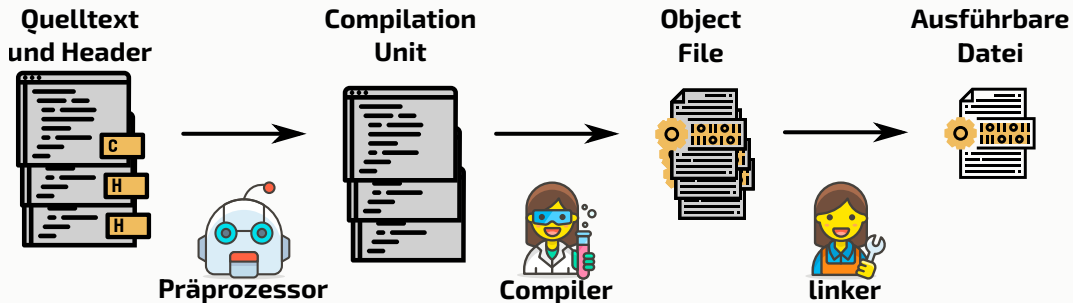 Quelltext
und Header
Compilation
Unit
Object
File
Ausführbare
Datei
C
H
H
Präprozessor
Compiler
linker